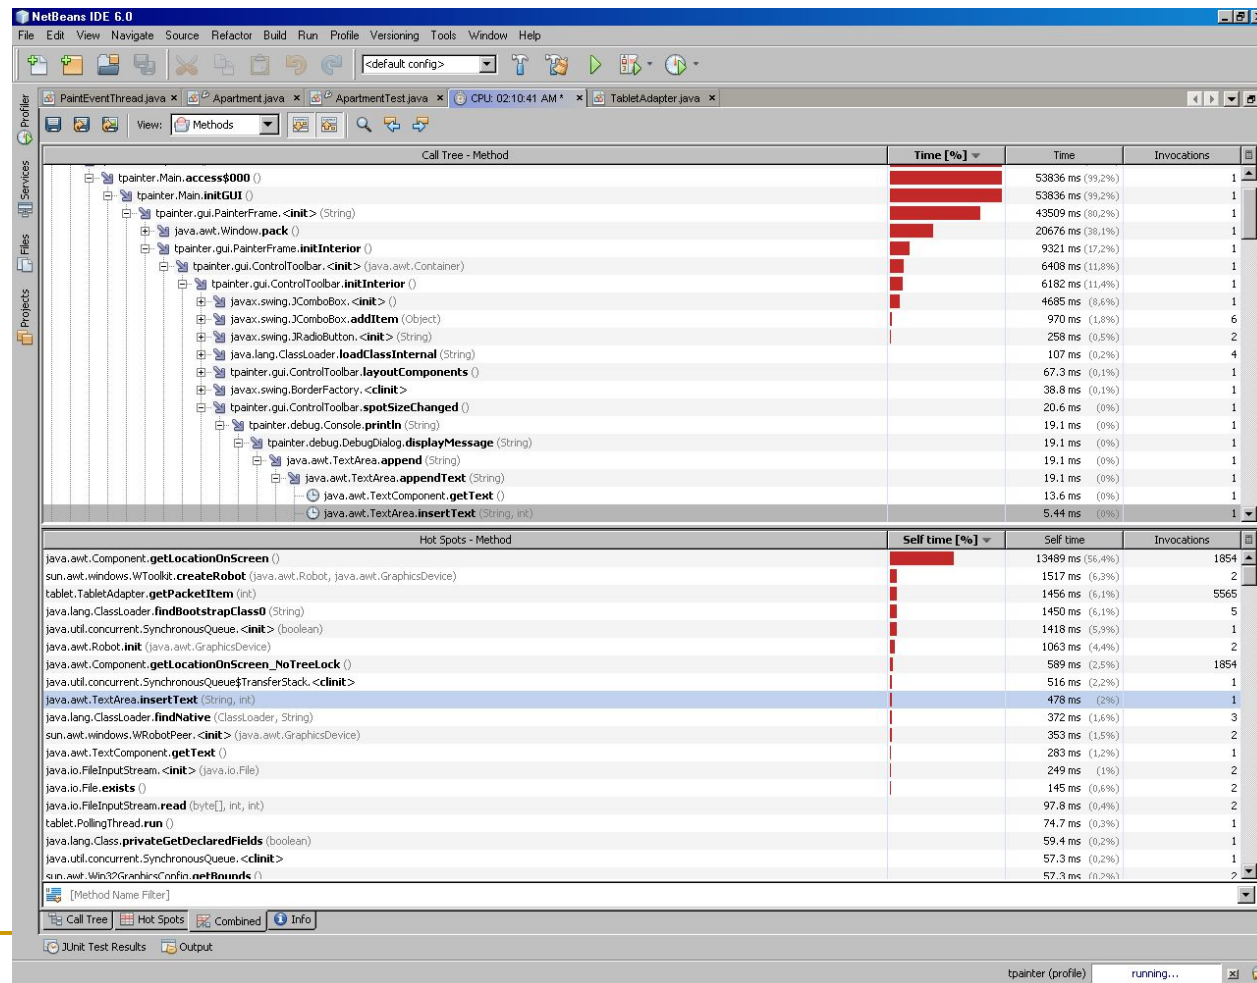 NetBeans IDE 6.0
File Edit View Navigate Source Refactor Build Run Profile Versioning Tools Window Help
<default config>
PaintEventThread.java Apartment.java ApartmentTest.java CPU: 02:10:41 AM * TabletAdapter.java
Profiler
Services
Files
Projects
View: Methods
Call Tree - Method Time [%] Time Invocations
tpainter.Main.access$000 () 53836 ms (99,2%) 1
tpainter.Main.initGUI () 53836 ms (99,2%) 1
tpainter.gui.PainterFrame.<init> (String) 43509 ms (80,2%) 1
java.awt.Window.pack () 20676 ms (38,1%) 1
tpainter.gui.PainterFrame.initInterior () 9321 ms (17,2%) 1
tpainter.gui.ControlToolbar.<init> (java.awt.Container) 6408 ms (11,8%) 1
tpainter.gui.ControlToolbar.initInterior () 6182 ms (11,4%) 1
javax.swing.JComboBox.<init> () 4685 ms (8,6%) 1
javax.swing.JComboBox.addItem (Object) 970 ms (1,8%) 6
javax.swing.JRadioButton.<init> (String) 258 ms (0,5%) 2
java.lang.ClassLoader.loadClassInternal (String) 107 ms (0,2%) 4
tpainter.gui.ControlToolbar.layoutComponents () 67.3 ms (0,1%) 1
javax.swing.BorderFactory.<clinit> 38.8 ms (0,1%) 1
tpainter.gui.ControlToolbar.spotSizeChanged () 20.6 ms (0%) 1
tpainter.debug.Console.println (String) 19.1 ms (0%) 1
tpainter.debug.DebugDialog.displayMessage (String) 19.1 ms (0%) 1
java.awt.TextArea.append (String) 19.1 ms (0%) 1
java.awt.TextArea.appendText (String) 19.1 ms (0%) 1
java.awt.TextComponent.getText () 13.6 ms (0%) 1
java.awt.TextArea.insertText (String, int) 5.44 ms (0%) 1
Hot Spots - Method Self time [%] Self time Invocations
java.awt.Component.getLocationOnScreen () 13489 ms (56,4%) 1854
sun.awt.windows.WToolkit.createRobot (java.awt.Robot, java.awt.GraphicsDevice) 1517 ms (6,3%) 2
tablet.TabletAdapter.getPacketItem (int) 1456 ms (6,1%) 5565
java.lang.ClassLoader.findBootstrapClass0 (String) 1450 ms (6,1%) 5
java.util.concurrent.SynchronousQueue.<init> (boolean) 1418 ms (5,9%) 1
java.awt.Robot.init (java.awt.GraphicsDevice) 1063 ms (4,4%) 2
java.awt.Component.getLocationOnScreen_NoTreeLock () 589 ms (2,5%) 1854
java.util.concurrent.SynchronousQueue$TransferStack.<clinit> 516 ms (2,2%) 1
java.awt.TextArea.insertText (String, int) 478 ms (2%) 1
java.lang.ClassLoader.findNative (ClassLoader, String) 372 ms (1,6%) 3
sun.awt.windows.WRobotPeer.<init> (java.awt.GraphicsDevice) 353 ms (1,5%) 2
java.awt.TextComponent.getText () 283 ms (1,2%) 1
java.io.FileInputStream.<init> (java.io.File) 249 ms (1%) 2
java.io.File.exists () 145 ms (0,6%) 2
java.io.FileInputStream.read (byte[], int, int) 97.8 ms (0,4%) 2
tablet.PollingThread.run () 74.7 ms (0,3%) 1
java.lang.Class.privateGetDeclaredFields (boolean) 59.4 ms (0,2%) 1
java.util.concurrent.SynchronousQueue.<clinit> 57.3 ms (0,2%) 1
sun.awt.Win32GraphicsConfig.getBounds () 57.3 ms (0,2%) 2
[Method Name Filter]
Call Tree Hot Spots Combined Info
JUnit Test Results Output
tpainter (profile) running...